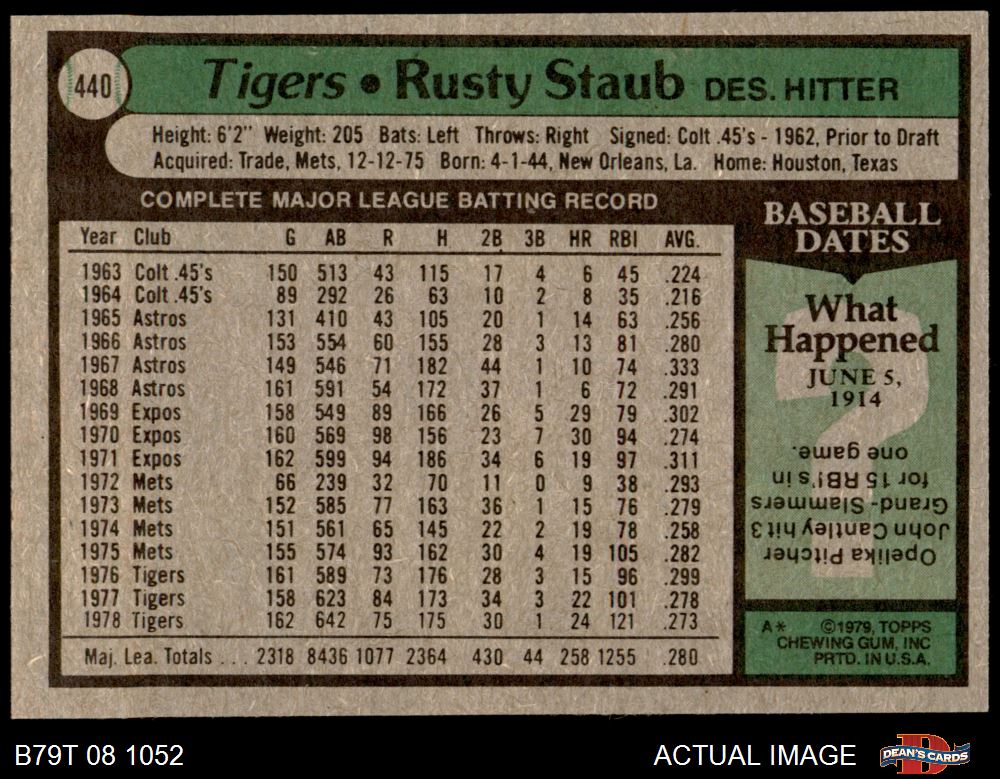 440
Tigers • Rusty Staub DES. HITTER
Height: 6'2" Weight: 205 Bats: Left Throws: Right Signed: Colt .45's - 1962, Prior to Draft
Acquired: Trade, Mets, 12-12-75 Born: 4-1-44, New Orleans, La. Home: Houston, Texas
COMPLETE MAJOR LEAGUE BATTING RECORD
Year Club G AB R H 2B 3B HR RBI AVG.
1963 Colt .45's 150 513 43 115 17 4 6 45 .224
1964 Colt .45's 89 292 26 63 10 2 8 35 .216
1965 Astros 131 410 43 105 20 1 14 63 .256
1966 Astros 153 554 60 155 28 3 13 81 .280
1967 Astros 149 546 71 182 44 1 10 74 .333
1968 Astros 161 591 54 172 37 1 6 72 .291
1969 Expos 158 549 89 166 26 5 29 79 .302
1970 Expos 160 569 98 156 23 7 30 94 .274
1971 Expos 162 599 94 186 34 6 19 97 .311
1972 Mets 66 239 32 70 11 0 9 38 .293
1973 Mets 152 585 77 163 36 1 15 76 .279
1974 Mets 151 561 65 145 22 2 19 78 .258
1975 Mets 155 574 93 162 30 4 19 105 .282
1976 Tigers 161 589 73 176 28 3 15 96 .299
1977 Tigers 158 623 84 173 34 3 22 101 .278
1978 Tigers 162 642 75 175 30 1 24 121 .273
Maj. Lea. Totals . . . 2318 8436 1077 2364 430 44 258 1255 .280
BASEBALL
DATES
What
Happened
JUNE 5,
1914
?
Opelika Pitcher
John Cantley hit 3
Grand-Slammers
for 15 RBI's in
one game.
A* ©1979, TOPPS
CHEWING GUM, INC
PRTD. IN U.S.A.
B79T 08 1052
ACTUAL IMAGE
D
DEAN'S CARDS